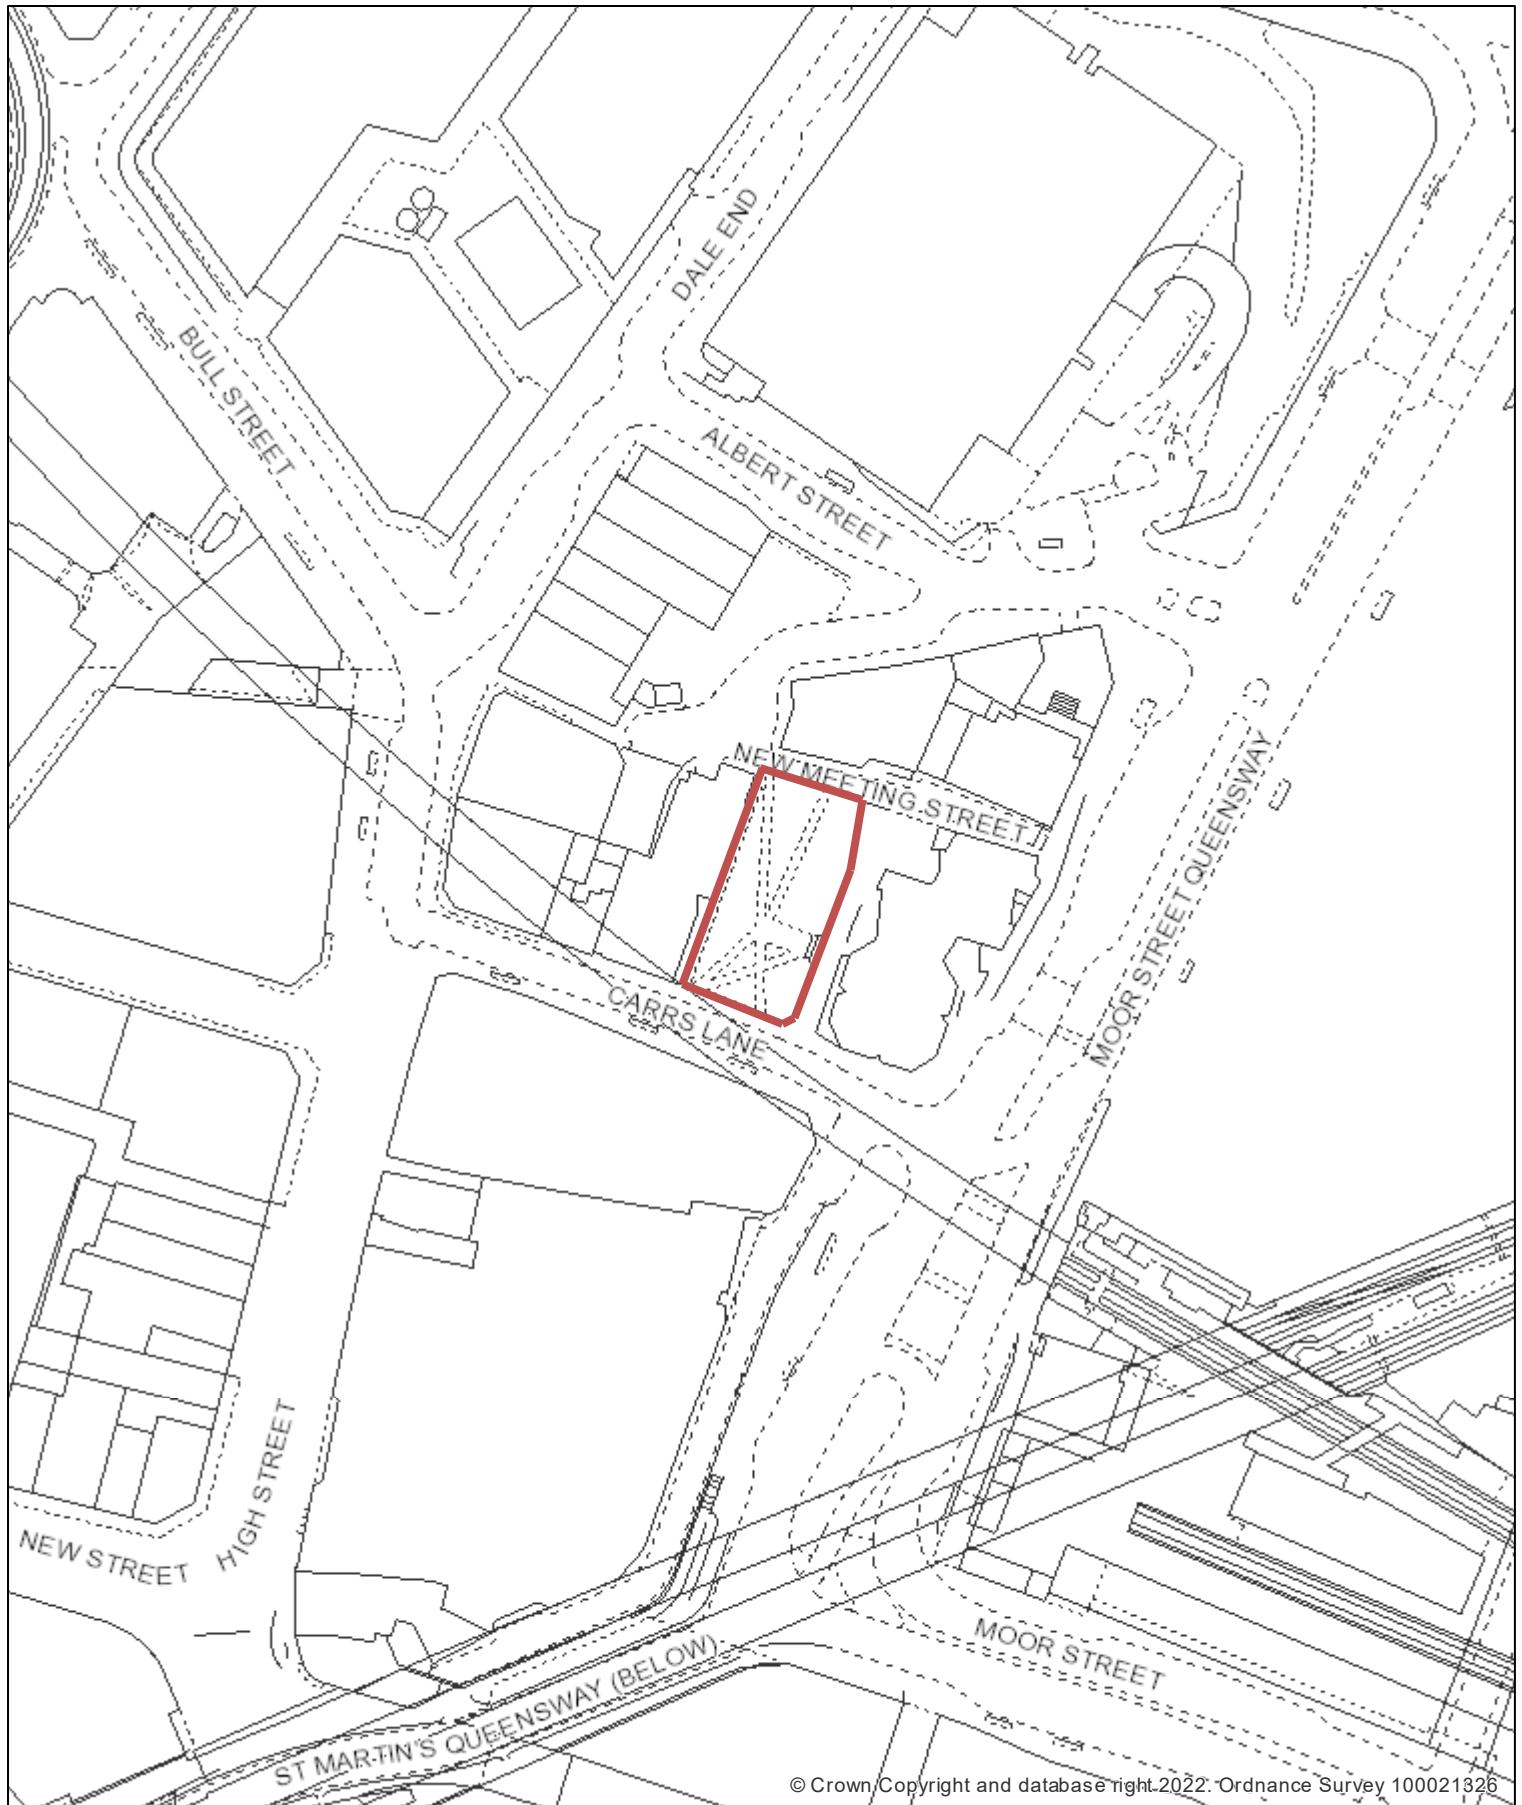 DALE END
BULL STREET
ALBERT STREET
NEW MEETING STREET
MOOR STREET QUEENSWAY
CARRS LANE
HIGH STREET
NEW STREET
MOOR STREET
ST MARTIN'S QUEENSWAY (BELOW)
© Crown Copyright and database right 2022. Ordnance Survey 100021326